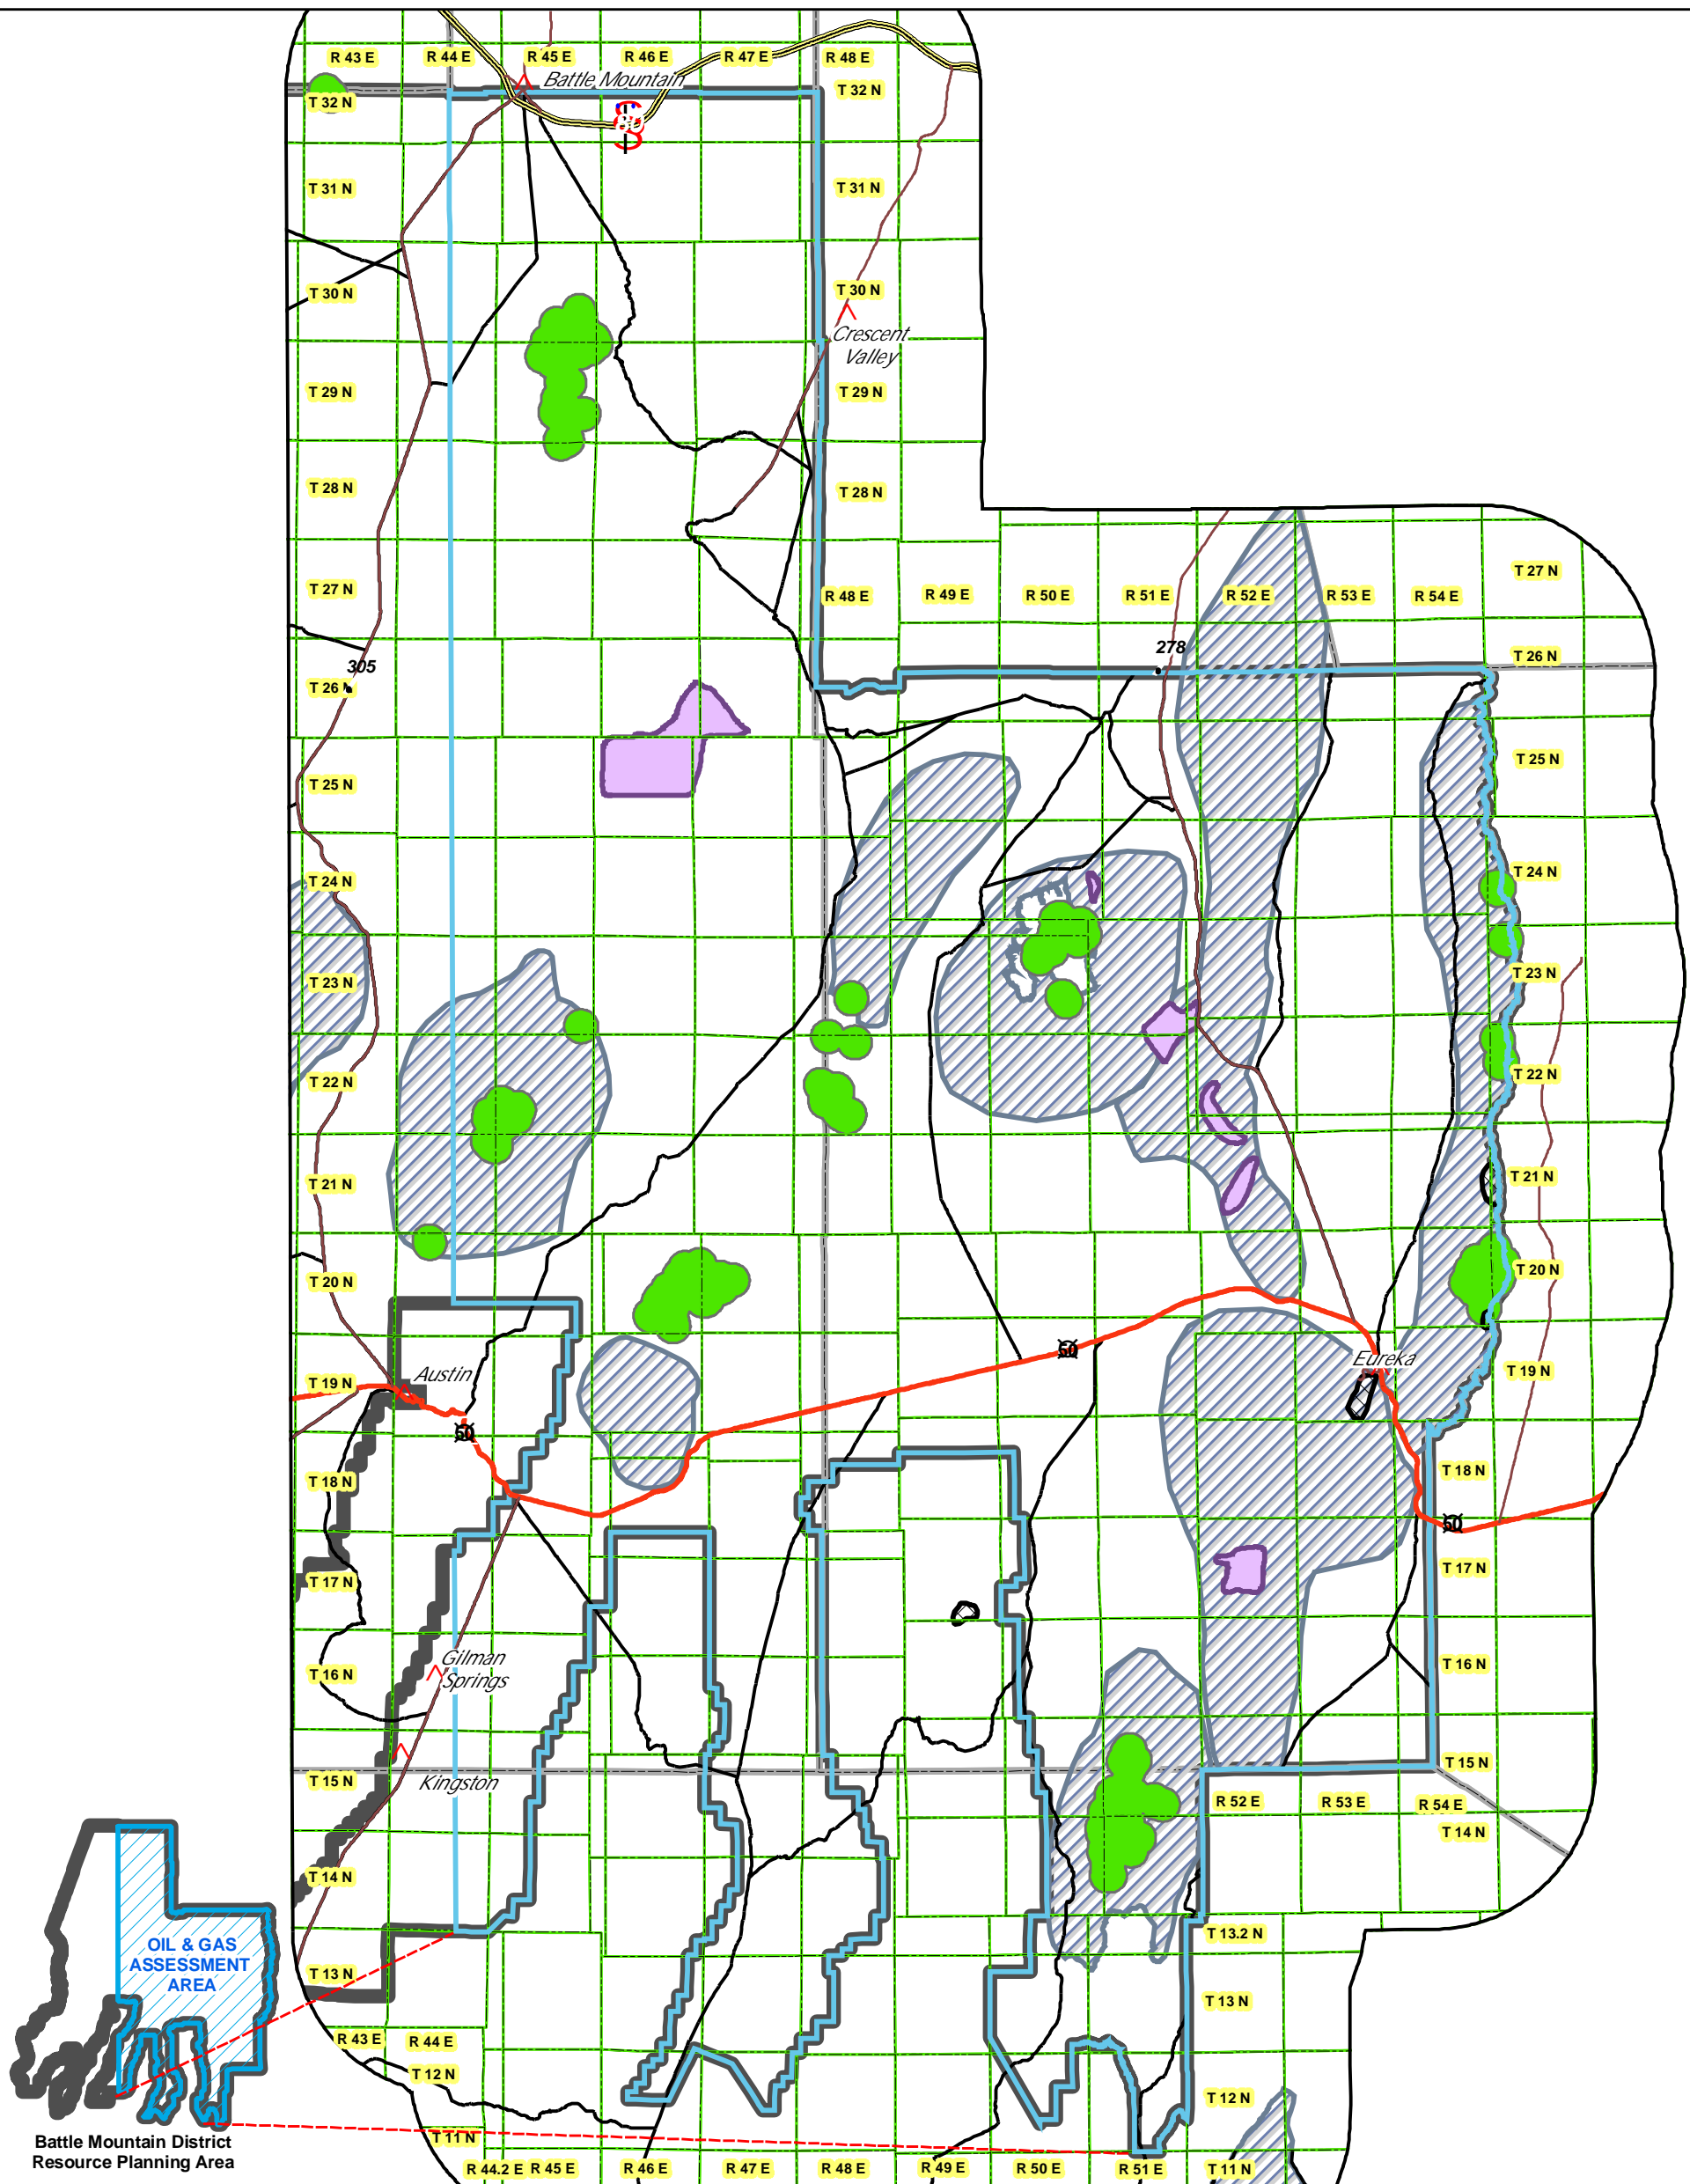 R 43 E
R 44 E
R 45 E
R 46 E
R 47 E
R 48 E
Battle Mountain
T 32 N
T 32 N
T 31 N
T 31 N
T 30 N
T 30 N
Crescent
Valley
T 29 N
T 29 N
T 28 N
T 28 N
T 27 N
R 48 E
R 49 E
R 50 E
R 51 E
R 52 E
R 53 E
R 54 E
T 27 N
305
278
T 26 N
T 26
T 25 N
T 25 N
T 24 N
T 24 N
T 23 N
T 23 N
T 22 N
T 22 N
T 21 N
T 21 N
T 20 N
T 20 N
50
Eureka
Austin
T 19 N
T 19 N
50
T 18 N
T 18 N
50
T 17 N
T 17 N
Gilman
Springs
T 16 N
T 16 N
T 15 N
Kingston
T 15 N
R 52 E
R 53 E
R 54 E
T 14 N
T 14 N
T 13.2 N
OIL & GAS
ASSESSMENT
AREA
T 13 N
T 13 N
R 43 E
R 44 E
T 12 N
T 12 N
Battle Mountain District
Resource Planning Area
T 11 N
R 44.2 E
R 45 E
R 46 E
R 47 E
R 48 E
R 49 E
R 50 E
R 51 E
T 11 N